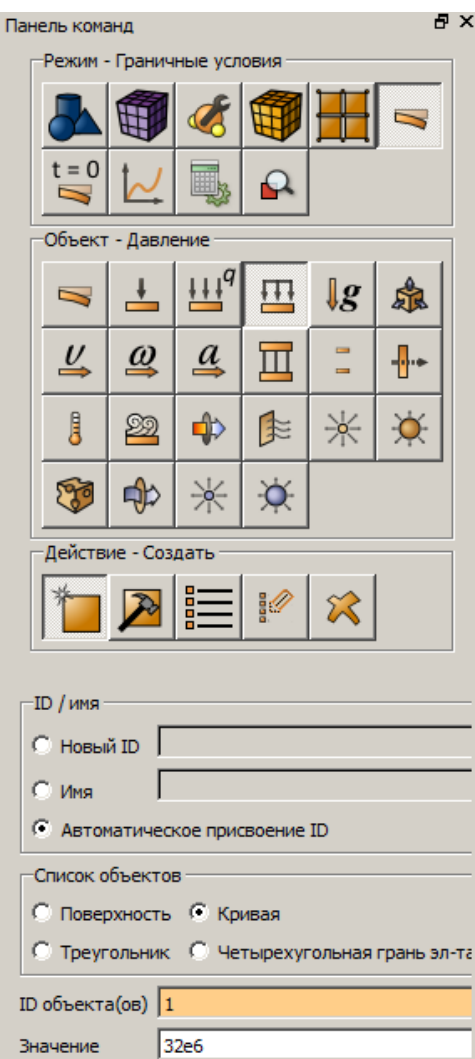 Панель команд
Режим - Граничные условия
t = 0
Объект - Давление
q
g
υ ω a
Действие - Создать
ID / имя
Новый ID
Имя
Автоматическое присвоение ID
Список объектов
Поверхность Кривая
Треугольник Четырехугольная грань эл-та
ID объекта(ов) 1
Значение 32e6